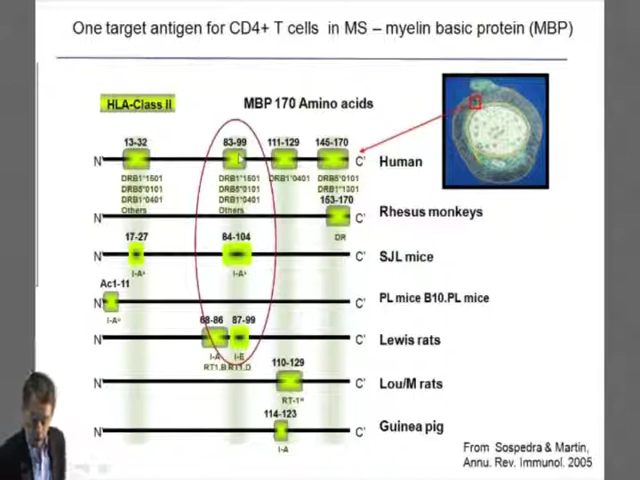 One target antigen for CD4+ T cells in MS – myelin basic protein (MBP)
HLA-Class II
MBP 170 Amino acids
13-32 83-99 111-129 145-170
N' C' Human
DRB1*1501 DRB1*1501 DRB1*0401 DRB5*0101
DRB5*0101 DRB5*0101 DRB1*1301
DRB1*0401 DRB1*0401
Others Others
153-170
N' C' Rhesus monkeys
DR
17-27 84-104
N' C' SJL mice
Ac1-11
N' C' PL mice B10.PL mice
68-86 87-99
N' C' Lewis rats
I-A I-E
RT1.B RT1.D
110-129
N' C' Lou/M rats
114-123
N' C' Guinea pig
I-A
From Sospedra & Martin,
Annu. Rev. Immunol. 2005